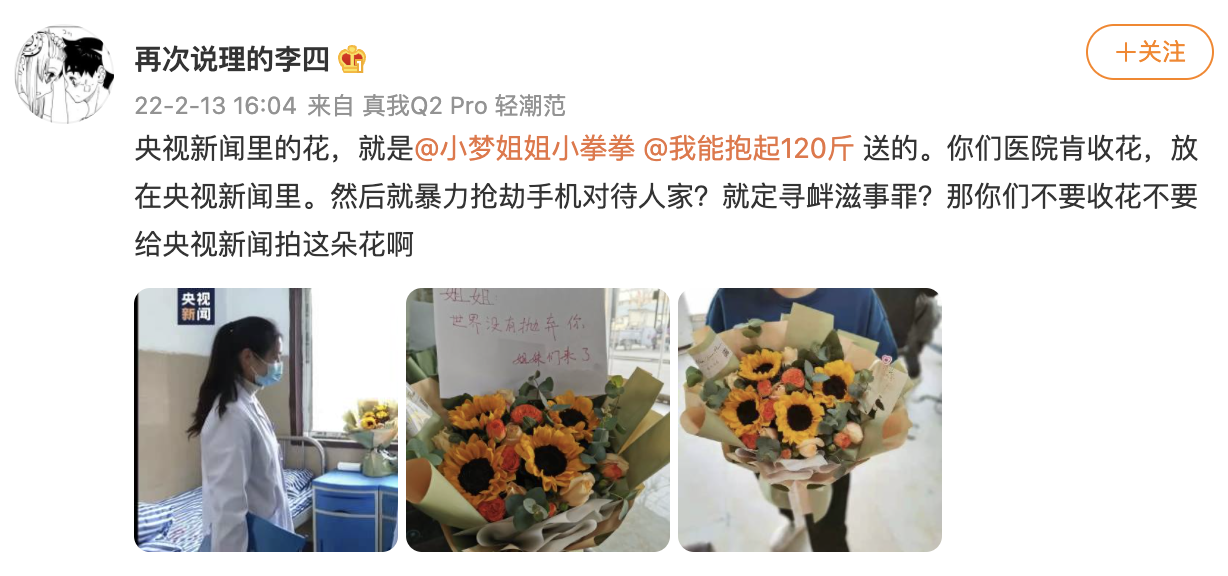 再次说理的李四
＋关注
22-2-13 16:04 来自 真我Q2 Pro 轻潮范
央视新闻里的花，就是@小梦姐姐小拳拳 @我能抱起120斤 送的。你们医院肯收花，放
在央视新闻里。然后就暴力抢劫手机对待人家？就定寻衅滋事罪？那你们不要收花不要
给央视新闻拍这朵花啊
央视
新闻
姐姐
世界没有抛弃你,
姐妹们来了